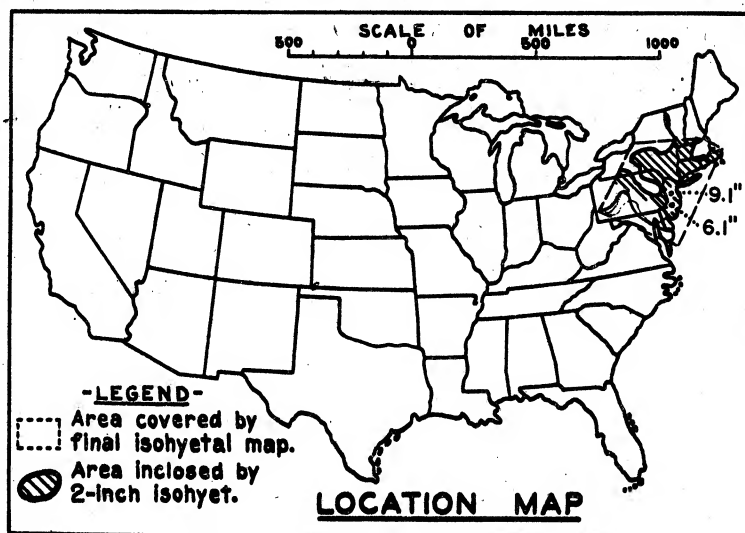 SCALE OF MILES
500 0 500 1000
9.1"
6.1"
-LEGEND-
Area covered by
final isohyetal map.
Area inclosed by
2-inch isohyet.
LOCATION MAP